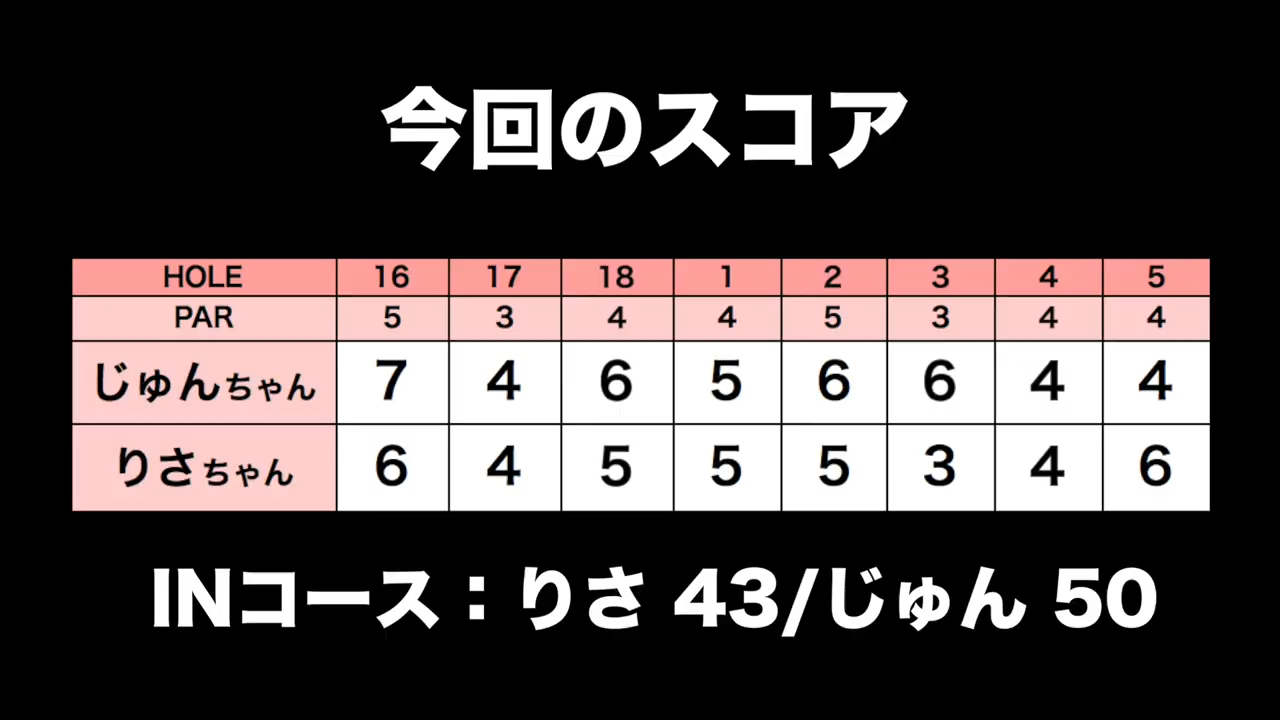 今回のスコア
HOLE 16 17 18 1 2 3 4 5
PAR 5 3 4 4 5 3 4 4
じゅんちゃん 7 4 6 5 6 6 4 4
りさちゃん 6 4 5 5 5 3 4 6
INコース：りさ 43/じゅん 50